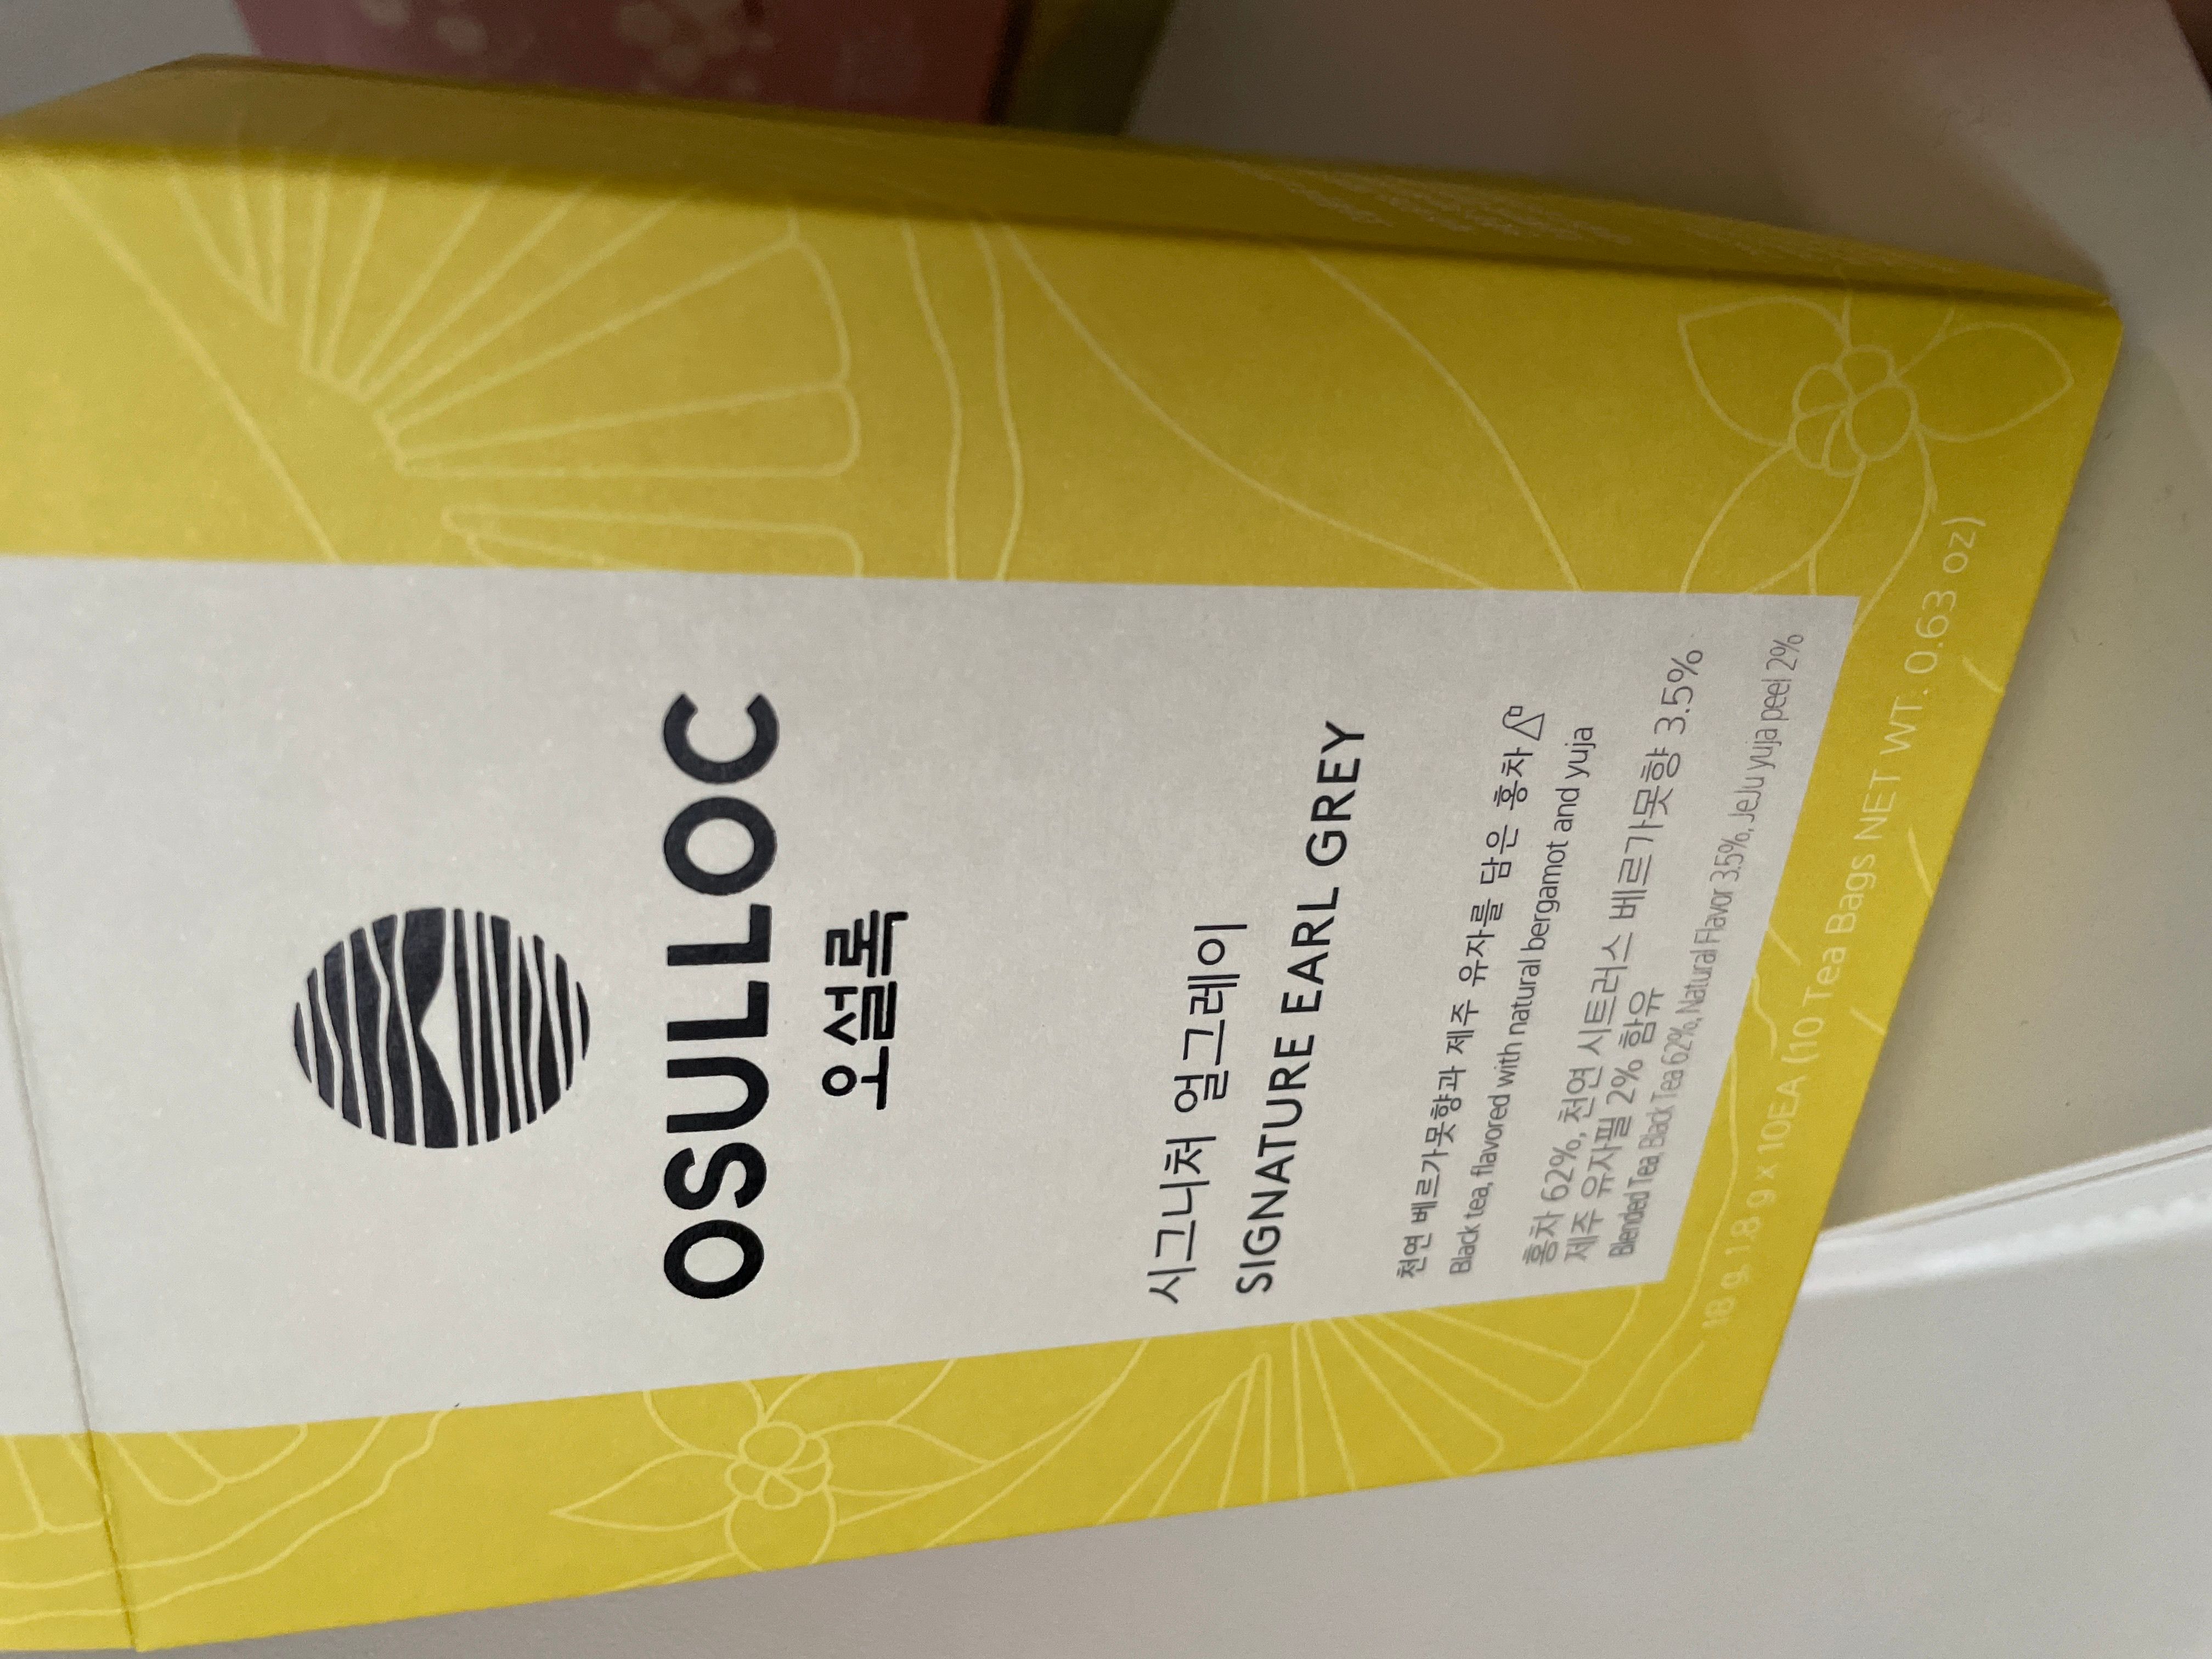 OSULLOC
오설록
시그니처 얼그레이
SIGNATURE EARL GREY
천연 베르가못향과 제주 유자를 담은 홍차
Black tea, flavored with natural bergamot and yuja
홍차 62%, 천연 시트러스 베르가못향 3.5%
제주 유자필 2% 함유
Blended Tea, Black Tea 62%, Natural Flavor 3.5%, JeJu yuja peel 2%
18 g, 1.8 g x 10EA (10 Tea Bags NET WT: 0.63 oz)